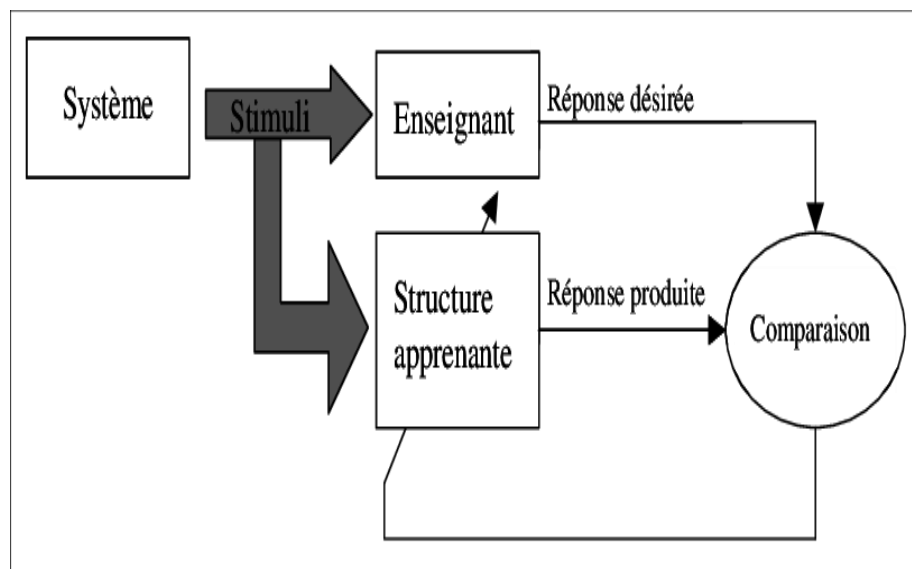 Système
Stimuli
Enseignant
Réponse désirée
Structure
apprenante
Réponse produite
Comparaison